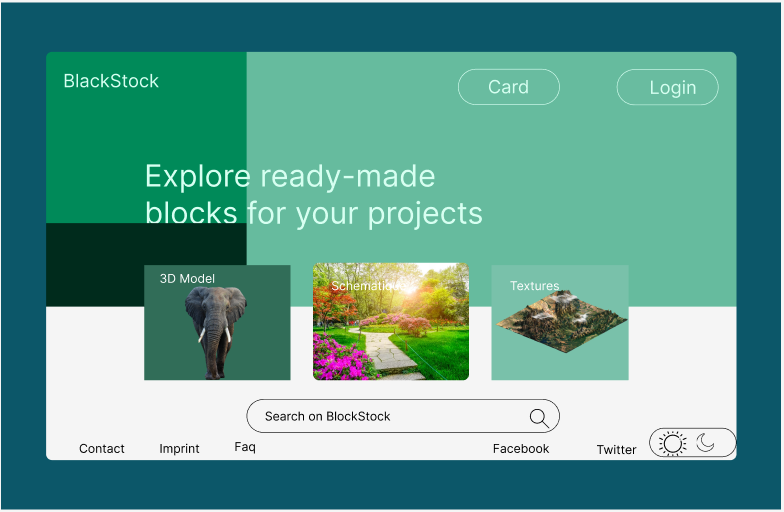 BlackStock
Card
Login
Explore ready-made
blocks for your projects
3D Model
Schematics
Textures
Search on BlockStock
Contact
Imprint
Faq
Facebook
Twitter